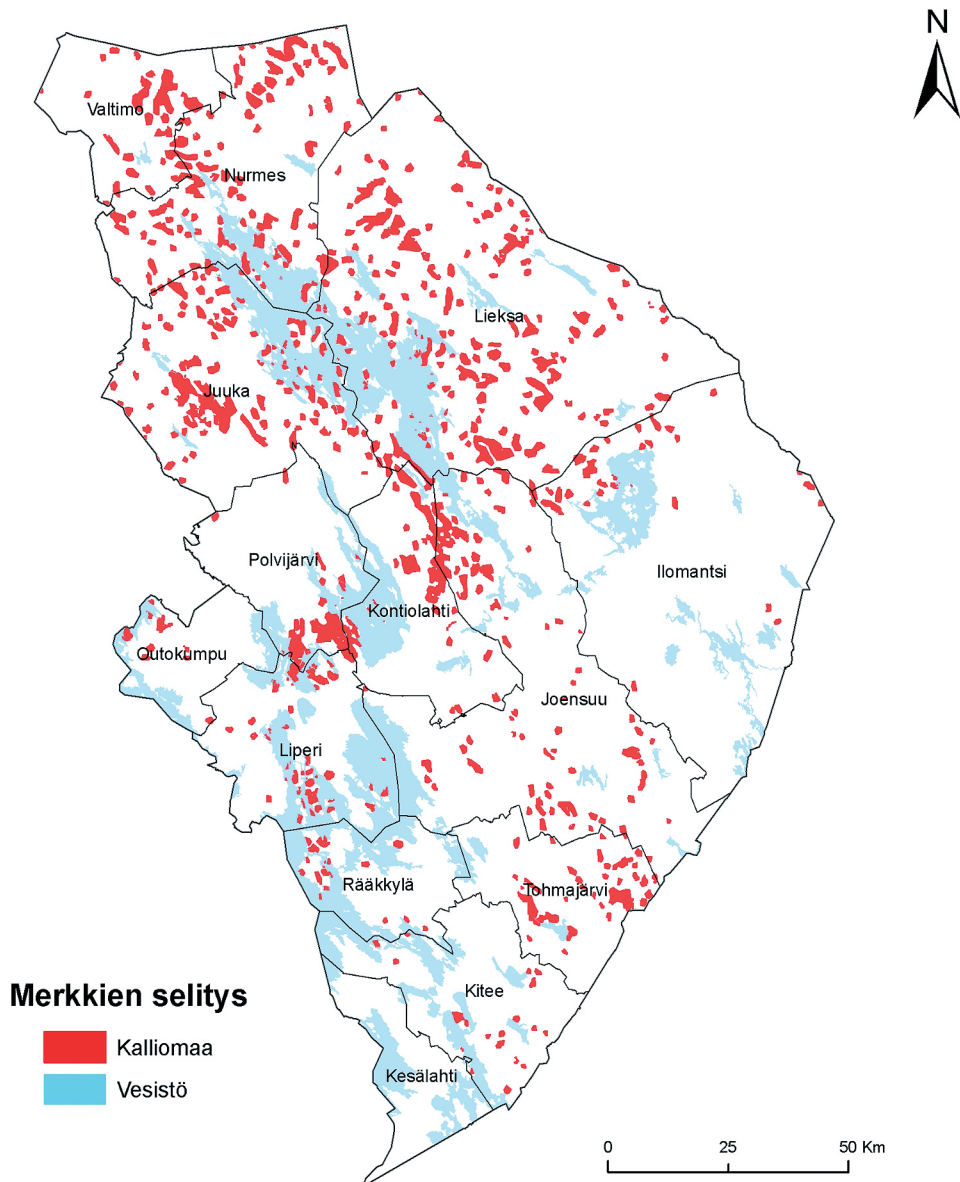 N
Valtimo
Nurmes
Lieksa
Juuka
Polvijärvi
Ilomantsi
Kontiolahti
Outokumpu
Joensuu
Liperi
Rääkkylä
Tohmajärvi
Kitee
Kesälahti
Merkkien selitys
Kalliomaa
Vesistö
0 25 50 Km